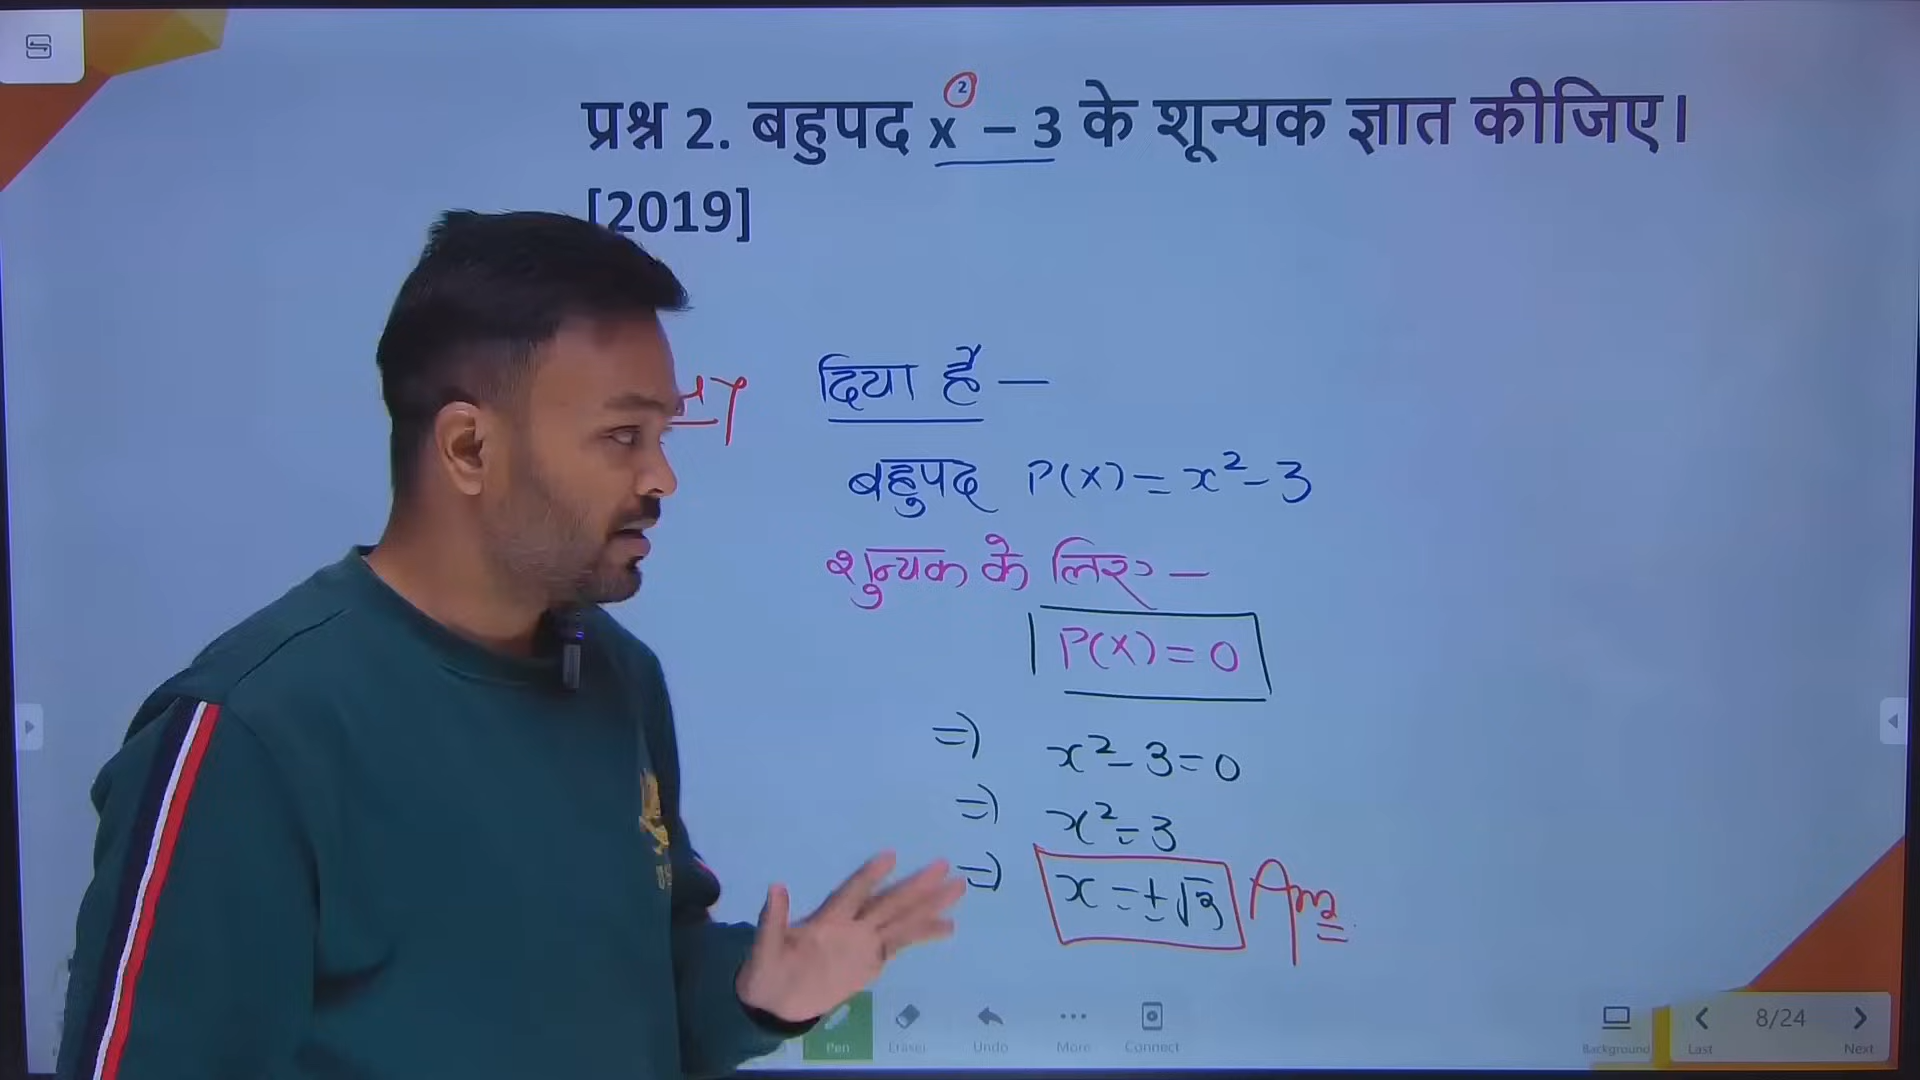 प्रश्न 2. बहुपद x² – 3 के शून्यक ज्ञात कीजिए।
[2019]
दिया है —
बहुपद P(x) = x² - 3
शुन्यक के लिए —
P(x) = 0
=) x² - 3 = 0
=) x² = 3
=) x = ± √3 Ans
Pen Eraser Undo More Connect
Background Last 8/24 Next